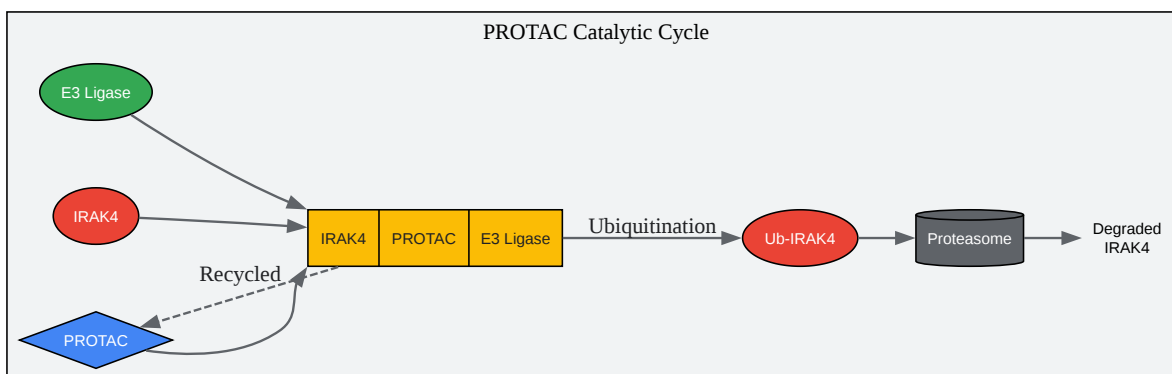 PROTAC Catalytic Cycle
E3 Ligase
IRAK4
IRAK4
PROTAC
E3 Ligase
Ubiquitination
Ub-IRAK4
Proteasome
Degraded
IRAK4
Recycled
PROTAC